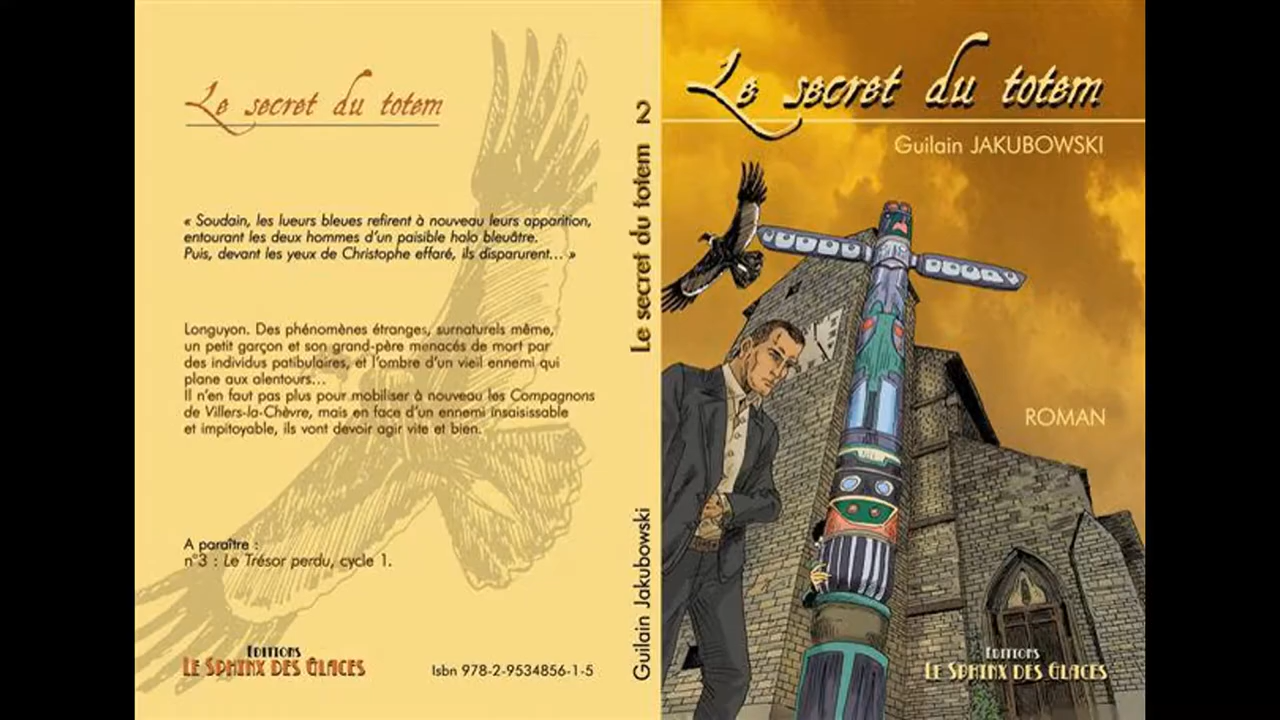 Le secret du totem
« Soudain, les lueurs bleues refirent à nouveau leurs apparition,
entourant les deux hommes d'un paisible halo bleuâtre.
Puis, devant les yeux de Christophe effaré, ils disparurent... »
Longuyon. Des phénomènes étranges, surnaturels même,
un petit garçon et son grand-père menacés de mort par
des individus patibulaires, et l'ombre d'un vieil ennemi qui
plane aux alentours...
Il n'en faut pas plus pour mobiliser à nouveau les Compagnons
de Villers-la-Chèvre, mais en face d'un ennemi insaisissable
et impitoyable, ils vont devoir agir vite et bien.
A paraître :
n°3 : Le Trésor perdu, cycle 1.
EDITIONS
LE SPHINX DES GLACES
Isbn 978-2-9534856-1-5
Guilain Jakubowski
Le secret du totem
2
Le secret du totem
Guilain JAKUBOWSKI
ROMAN
EDITIONS
LE SPHINX DES GLACES